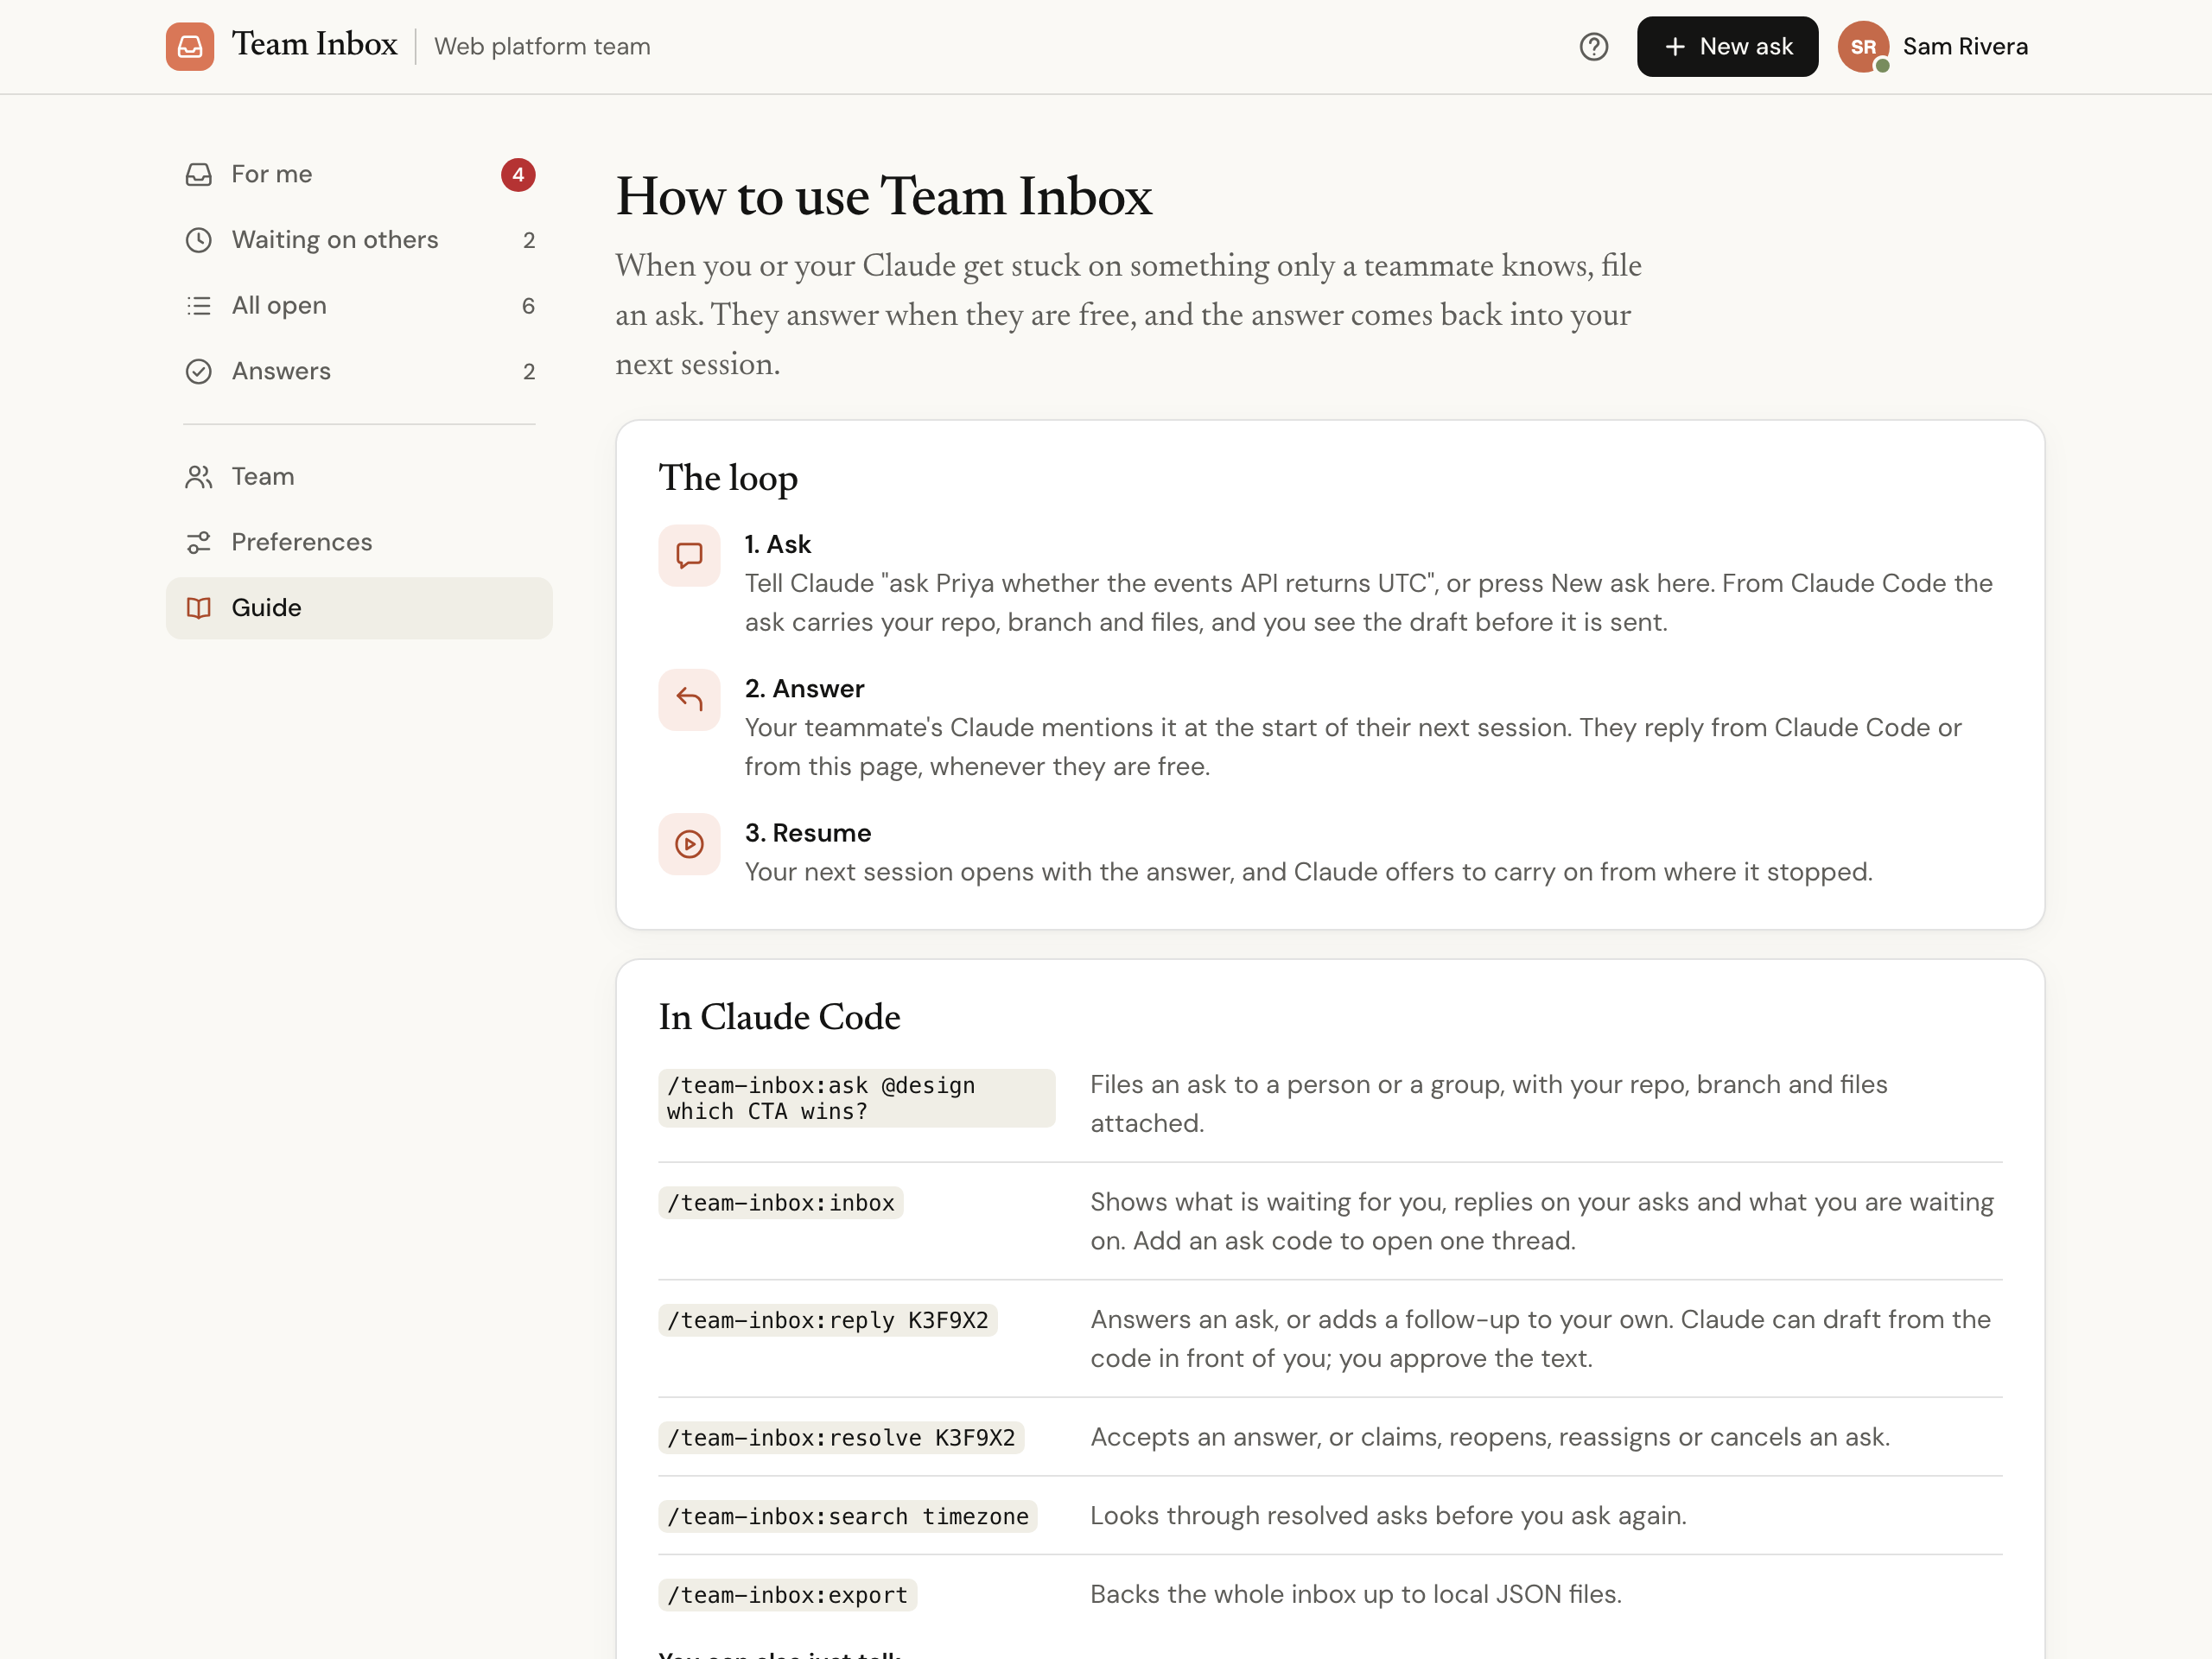 Team Inbox
Web platform team
New ask
SR
Sam Rivera
For me
4
Waiting on others
2
All open
6
Answers
2
Team
Preferences
Guide
How to use Team Inbox
When you or your Claude get stuck on something only a teammate knows, file
an ask. They answer when they are free, and the answer comes back into your
next session.
The loop
1. Ask
Tell Claude "ask Priya whether the events API returns UTC", or press New ask here. From Claude Code the
ask carries your repo, branch and files, and you see the draft before it is sent.
2. Answer
Your teammate's Claude mentions it at the start of their next session. They reply from Claude Code or
from this page, whenever they are free.
3. Resume
Your next session opens with the answer, and Claude offers to carry on from where it stopped.
In Claude Code
/team-inbox:ask @design
which CTA wins?
Files an ask to a person or a group, with your repo, branch and files
attached.
/team-inbox:inbox
Shows what is waiting for you, replies on your asks and what you are waiting
on. Add an ask code to open one thread.
/team-inbox:reply K3F9X2
Answers an ask, or adds a follow-up to your own. Claude can draft from the
code in front of you; you approve the text.
/team-inbox:resolve K3F9X2
Accepts an answer, or claims, reopens, reassigns or cancels an ask.
/team-inbox:search timezone
Looks through resolved asks before you ask again.
/team-inbox:export
Backs the whole inbox up to local JSON files.
You can also just talk